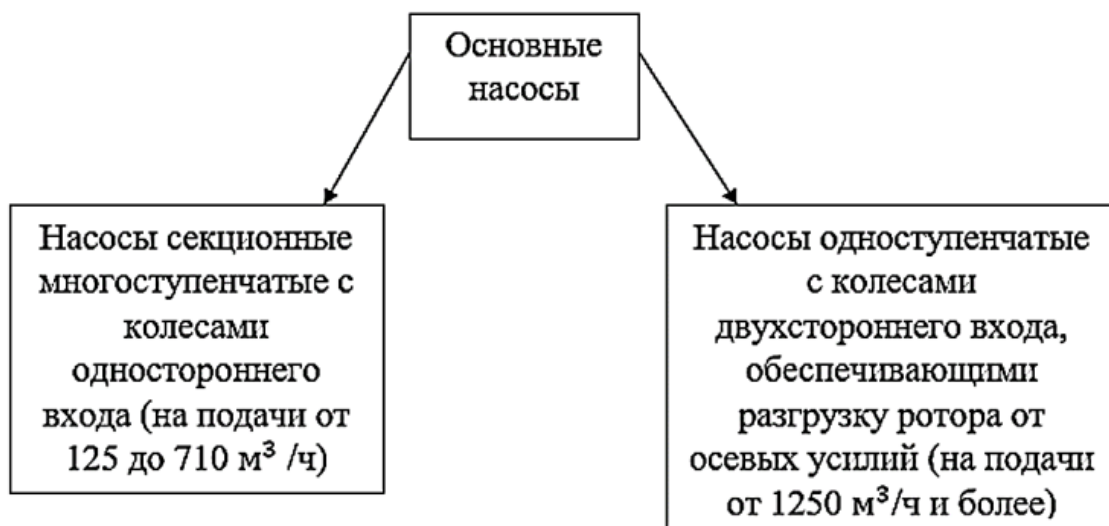 Основные
насосы
Насосы секционные
многоступенчатые с
колесами
одностороннего
входа (на подачи от
125 до 710 м³ /ч)
Насосы одноступенчатые
с колесами
двухстороннего входа,
обеспечивающими
разгрузку ротора от
осевых усилий (на подачи
от 1250 м³/ч и более)